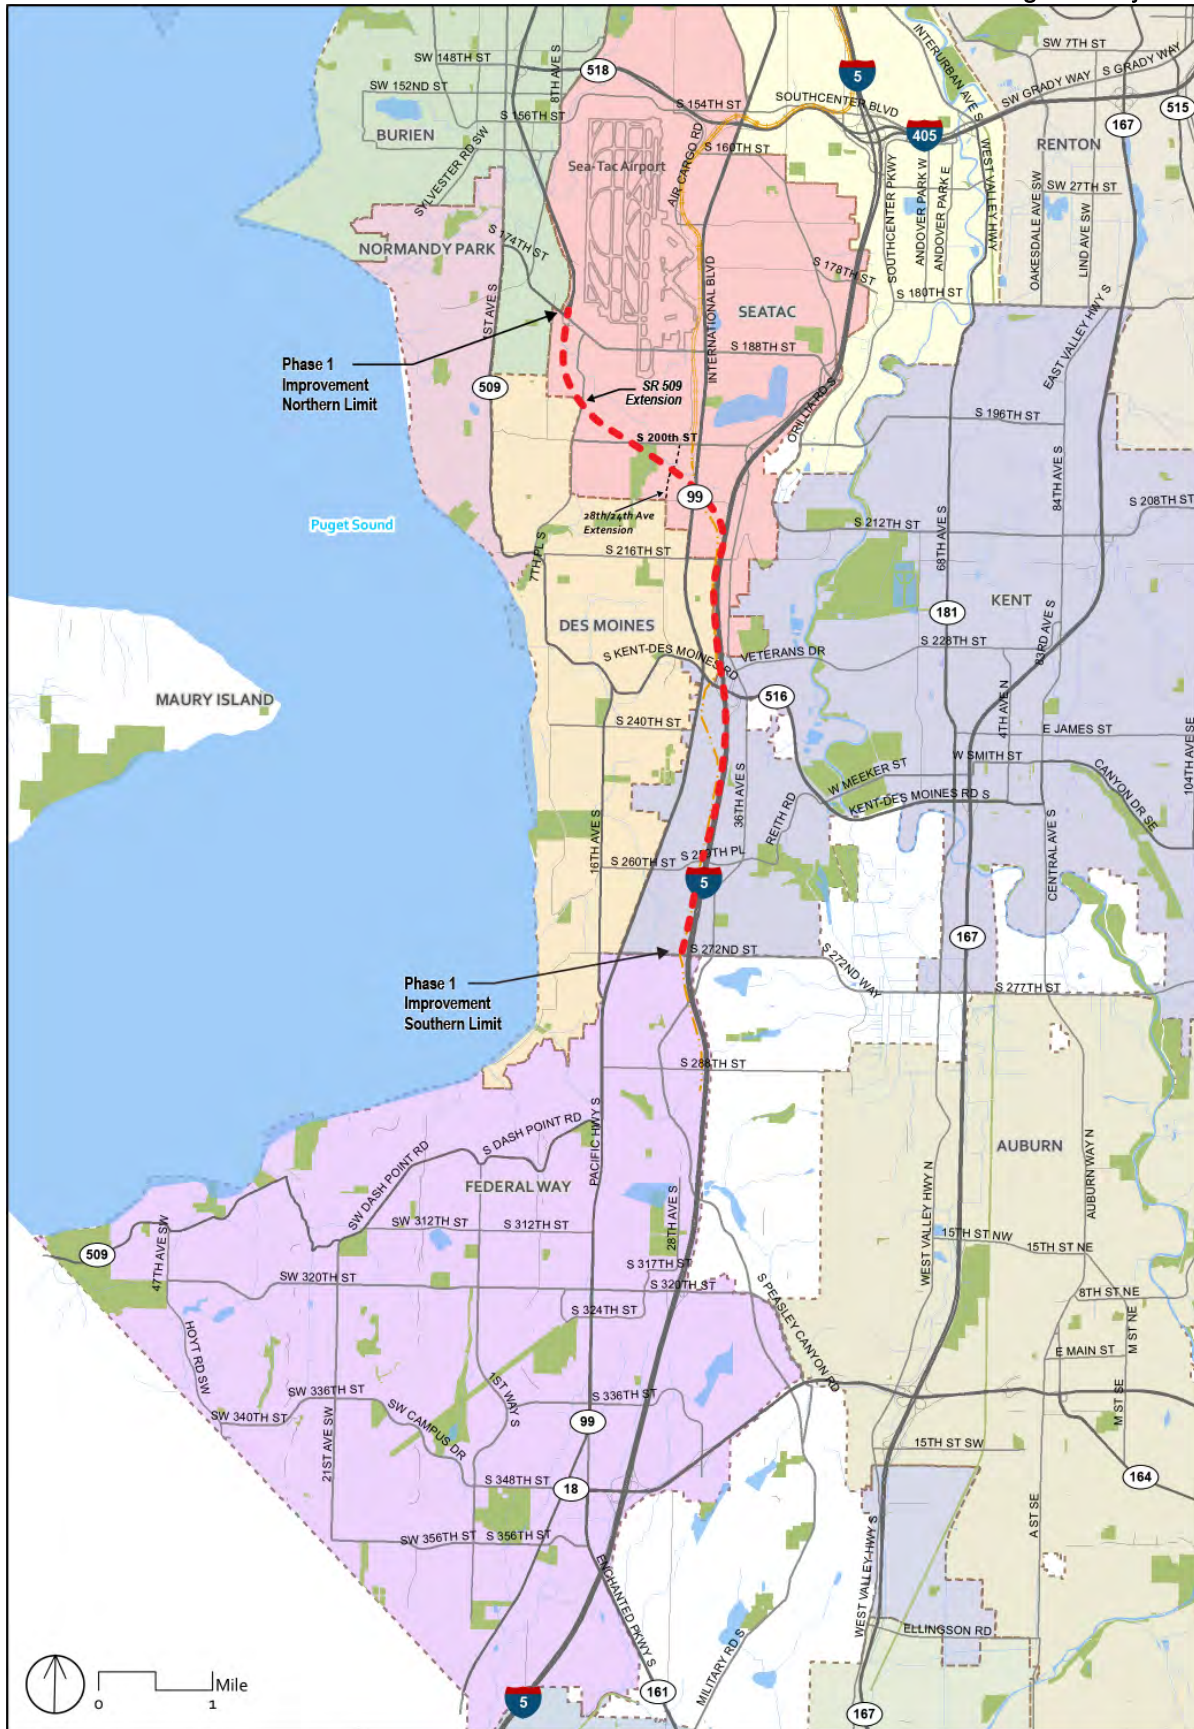 SW 7TH ST
S GRADY WAY
SW GRADY WAY
INTERURBAN AVE S
SW 148TH ST
518
8TH AVE S
5
SW 152ND ST
S 154TH ST
SOUTHCENTER BLVD
515
S 156TH ST
167
BURIEN
405
RENTON
AIR CARGO RD
S 160TH ST
Sea-Tac Airport
SYLVESTER RD SW
WEST VALLEY HWY
SW 27TH ST
SOUTHCENTER PKWY
ANDOVER PARK W
ANDOVER PARK E
OAKESDALE AVE SW
LIND AVE SW
NORMANDY PARK
S 174TH ST
S 178TH ST
S 180TH ST
1ST AVE S
INTERNATIONAL BLVD
SEATAC
EAST VALLEY HWY S
S 188TH ST
Phase 1
Improvement
Northern Limit
509
SR 509
Extension
ORILLIA RD S
S 196TH ST
S 200th ST
84TH AVE S
99
S 208TH ST
28th/24th Ave
Extension
Puget Sound
S 212TH ST
68TH AVE S
7TH PL S
S 216TH ST
181
KENT
DES MOINES
S 228TH ST
83RD AVE S
S KENT-DES MOINES RD
VETERANS DR
MAURY ISLAND
516
4TH AVE N
S 240TH ST
E JAMES ST
104TH AVE SE
W SMITH ST
W MEEKER ST
CANYON DR SE
36TH AVE S
REITH RD
KENT-DES MOINES RD S
16TH AVE S
S 260TH ST
S 259TH PL
CENTRAL AVE S
5
167
S 272ND ST
S 272ND WAY
Phase 1
Improvement
Southern Limit
S 277TH ST
S 288TH ST
S DASH POINT RD
PACIFIC HWY S
AUBURN
AUBURN WAY N
SW DASH POINT RD
FEDERAL WAY
WEST VALLEY HWY N
28TH AVE S
SW 312TH ST
S 312TH ST
509
47TH AVE SW
15TH ST NW
15TH ST NE
S 317TH ST
SW 320TH ST
S 320TH ST
S PEASLEY CANYON RD
8TH ST NE
S 324TH ST
M ST NE
HOYT RD SW
E MAIN ST
SW 336TH ST
1ST WAY S
S 336TH ST
M ST SE
SW 340TH ST
21ST AVE SW
SW CAMPUS DR
99
15TH ST SW
S 348TH ST
18
164
SW 356TH ST
S 356TH ST
A ST SE
ENCHANTED PKWY S
WEST VALLEY HWY S
ELLINGSON RD
MILITARY RD S
Mile
0
1
5
161
167